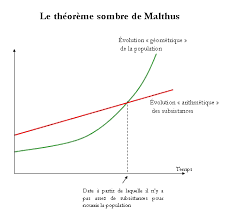 Le théorème sombre de Malthus
Évolution « géométrique »
de la population
Évolution « arithmétique »
des subsistances
Temps
Date à partir de laquelle il n'y a
pas assez de subsistances pour
nourrir la population